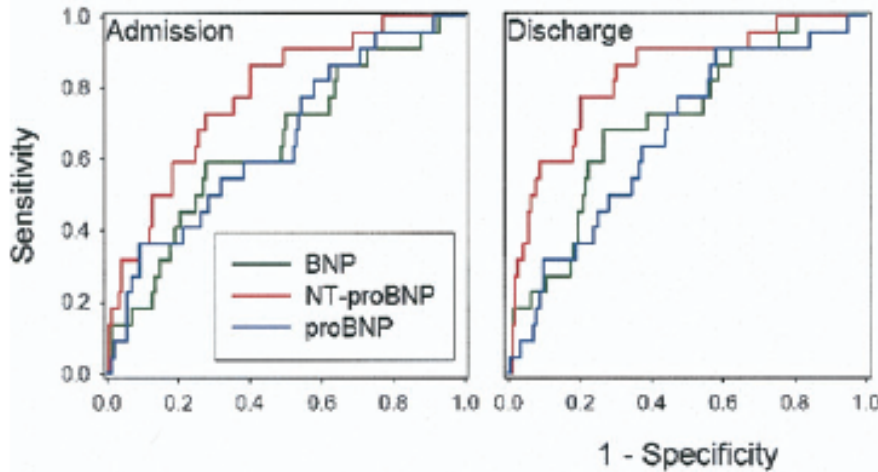 Admission
Discharge
Sensitivity
1.0
0.8
0.6
0.4
0.2
0.0
BNP
NT-proBNP
proBNP
0.0 0.2 0.4 0.6 0.8 1.0
0.0 0.2 0.4 0.6 0.8 1.0
1 - Specificity